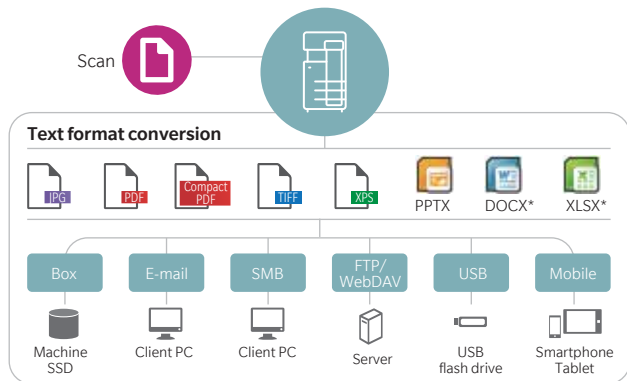 Scan
Text format conversion
JPG
PDF
Compact
PDF
TIFF
XPS
PPTX
DOCX*
XLSX*
Box
E-mail
SMB
FTP/
WebDAV
USB
Mobile
Machine
SSD
Client PC
Client PC
Server
USB
flash drive
Smartphone
Tablet